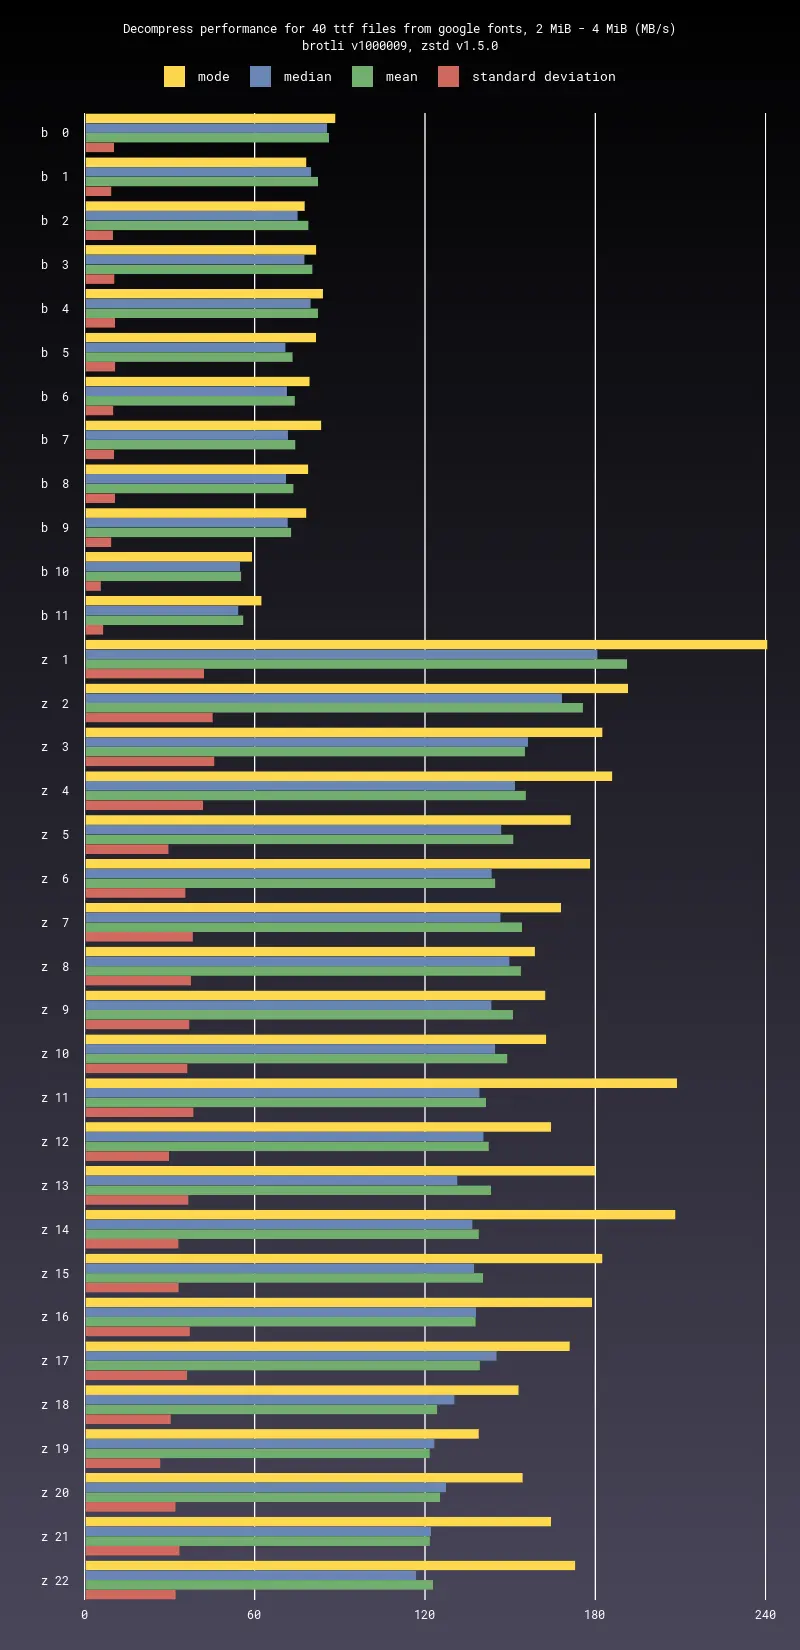 Decompress performance for 40 ttf files from google fonts, 2 MiB - 4 MiB (MB/s)
brotli v1000009, zstd v1.5.0
mode median mean standard deviation
b  0
b  1
b  2
b  3
b  4
b  5
b  6
b  7
b  8
b  9
b 10
b 11
z  1
z  2
z  3
z  4
z  5
z  6
z  7
z  8
z  9
z 10
z 11
z 12
z 13
z 14
z 15
z 16
z 17
z 18
z 19
z 20
z 21
z 22
0 60 120 180 240